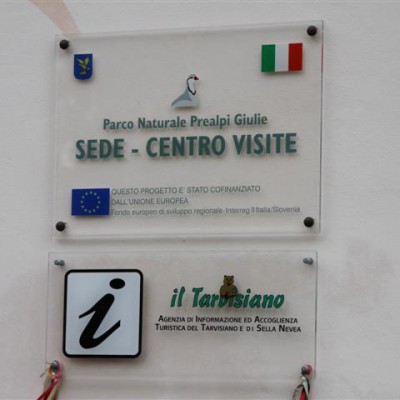 Parco Naturale Prealpi Giulie
SEDE - CENTRO VISITE
QUESTO PROGETTO E' STATO COFINANZIATO
DALL'UNIONE EUROPEA
Fondo europeo di sviluppo regionale- Interreg II Italia/Slovenia
i
il Tarvisiano
AGENZIA DI INFORMAZIONE ED ACCOGLIENZA
TURISTICA DEL TARVISIANO E DI SELLA NEVEA